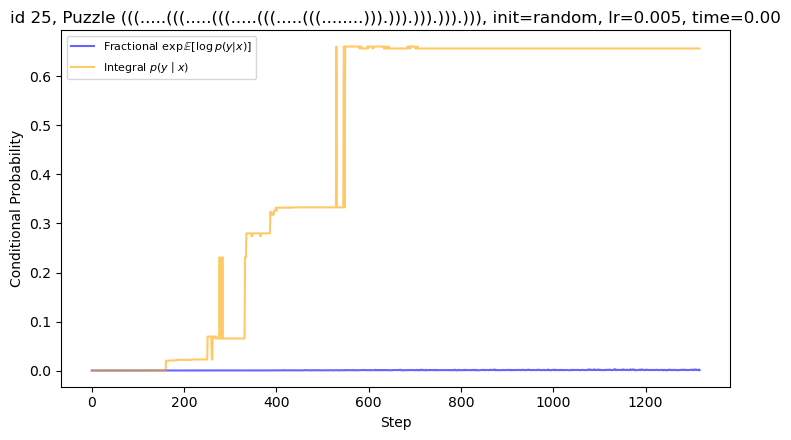 id 25, Puzzle (((.....(((.....(((.....(((.....(((........))).))).))).))).))), init=random, lr=0.005, time=0.00
Fractional exp𝔼[log p(y|x)]
Integral p(y | x)
Conditional Probability
0.6
0.5
0.4
0.3
0.2
0.1
0.0
0 200 400 600 800 1000 1200
Step